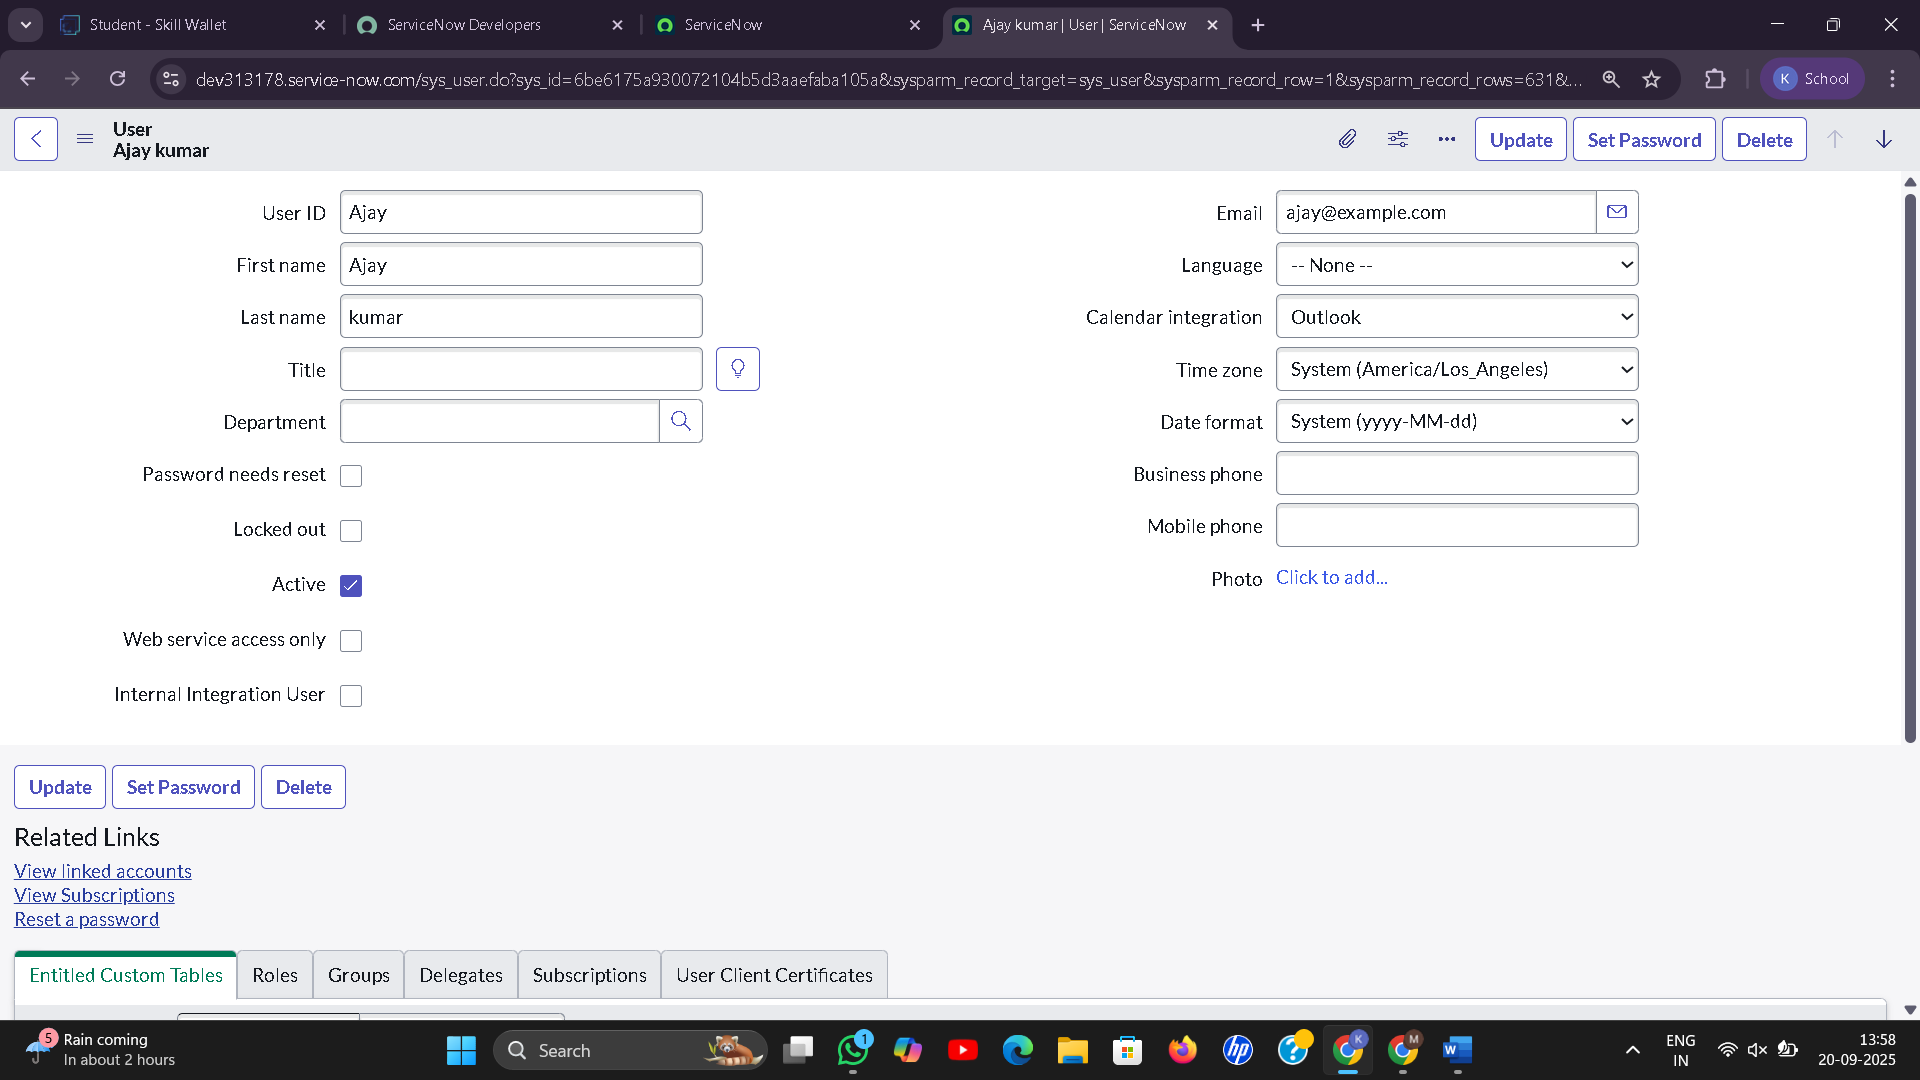 Student - Skill Wallet
ServiceNow Developers
ServiceNow
Ajay kumar | User | ServiceNow
dev313178.service-now.com/sys_user.do?sys_id=6be6175a930072104b5d3aaefaba105a&sysparm_record_target=sys_user&sysparm_record_row=1&sysparm_record_rows=631&...
K School
User
Ajay kumar
Update
Set Password
Delete
User ID Ajay
First name Ajay
Last name kumar
Title
Department
Password needs reset
Locked out
Active
Web service access only
Internal Integration User
Email ajay@example.com
Language -- None --
Calendar integration Outlook
Time zone System (America/Los_Angeles)
Date format System (yyyy-MM-dd)
Business phone
Mobile phone
Photo Click to add...
Update
Set Password
Delete
Related Links
View linked accounts
View Subscriptions
Reset a password
Entitled Custom Tables
Roles
Groups
Delegates
Subscriptions
User Client Certificates
5
Rain coming
In about 2 hours
Search
1
hp
K
M
W
ENG
IN
13:58
20-09-2025